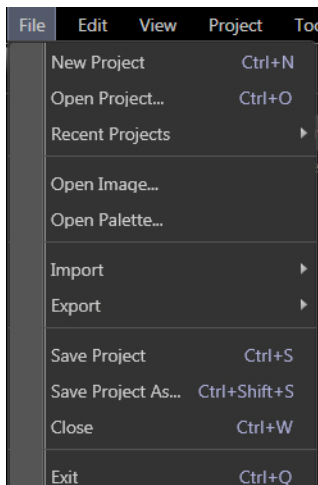 File Edit View Project
New Project Ctrl+N
Open Project... Ctrl+O
Recent Projects
Open Image...
Open Palette...
Import
Export
Save Project Ctrl+S
Save Project As... Ctrl+Shift+S
Close Ctrl+W
Exit Ctrl+Q